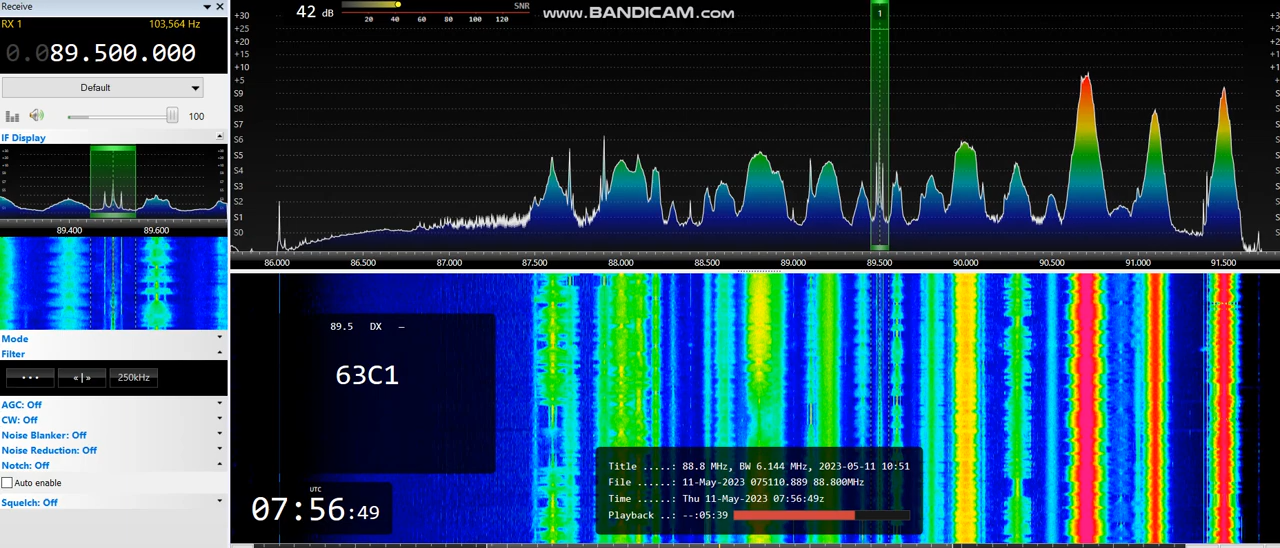 Receive
RX 1 103,564 Hz
0.089.500.000
Default
100
IF Display
89.400 89.600
Mode
Filter
••• «|» 250kHz
AGC: Off
CW: Off
Noise Blanker: Off
Noise Reduction: Off
Notch: Off
Auto enable
Squelch: Off
42 dB
SNR
20 40 60 80 100 120
www.BANDICAM.com
1
+30
+25
+20
+15
+10
+5
S9
S8
S7
S6
S5
S4
S3
S2
S1
S0
86.000 86.500 87.000 87.500 88.000 88.500 89.000 89.500 90.000 90.500 91.000 91.500
89.5 DX –
63C1
UTC
07:56:49
Title .....: 88.8 MHz, BW 6.144 MHz, 2023-05-11 10:51
File ......: 11-May-2023 075110.889 88.800MHz
Time ......: Thu 11-May-2023 07:56:49z
Playback ..: --:05:39